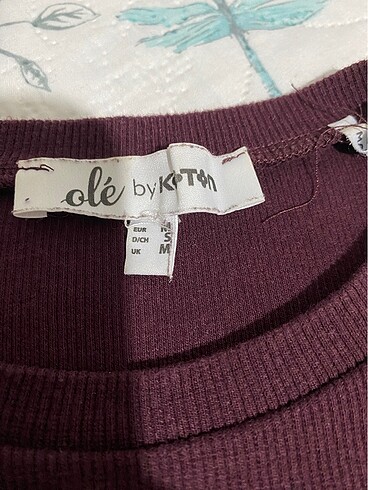 olé by KOTON
EUR M
D/CH S
UK M